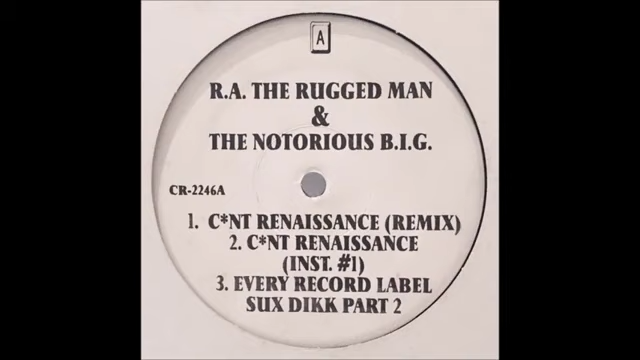 A
R.A. THE RUGGED MAN
&
THE NOTORIOUS B.I.G.
CR-2246A
1. C*NT RENAISSANCE (REMIX)
2. C*NT RENAISSANCE
(INST. #1)
3. EVERY RECORD LABEL
SUX DIKK PART 2